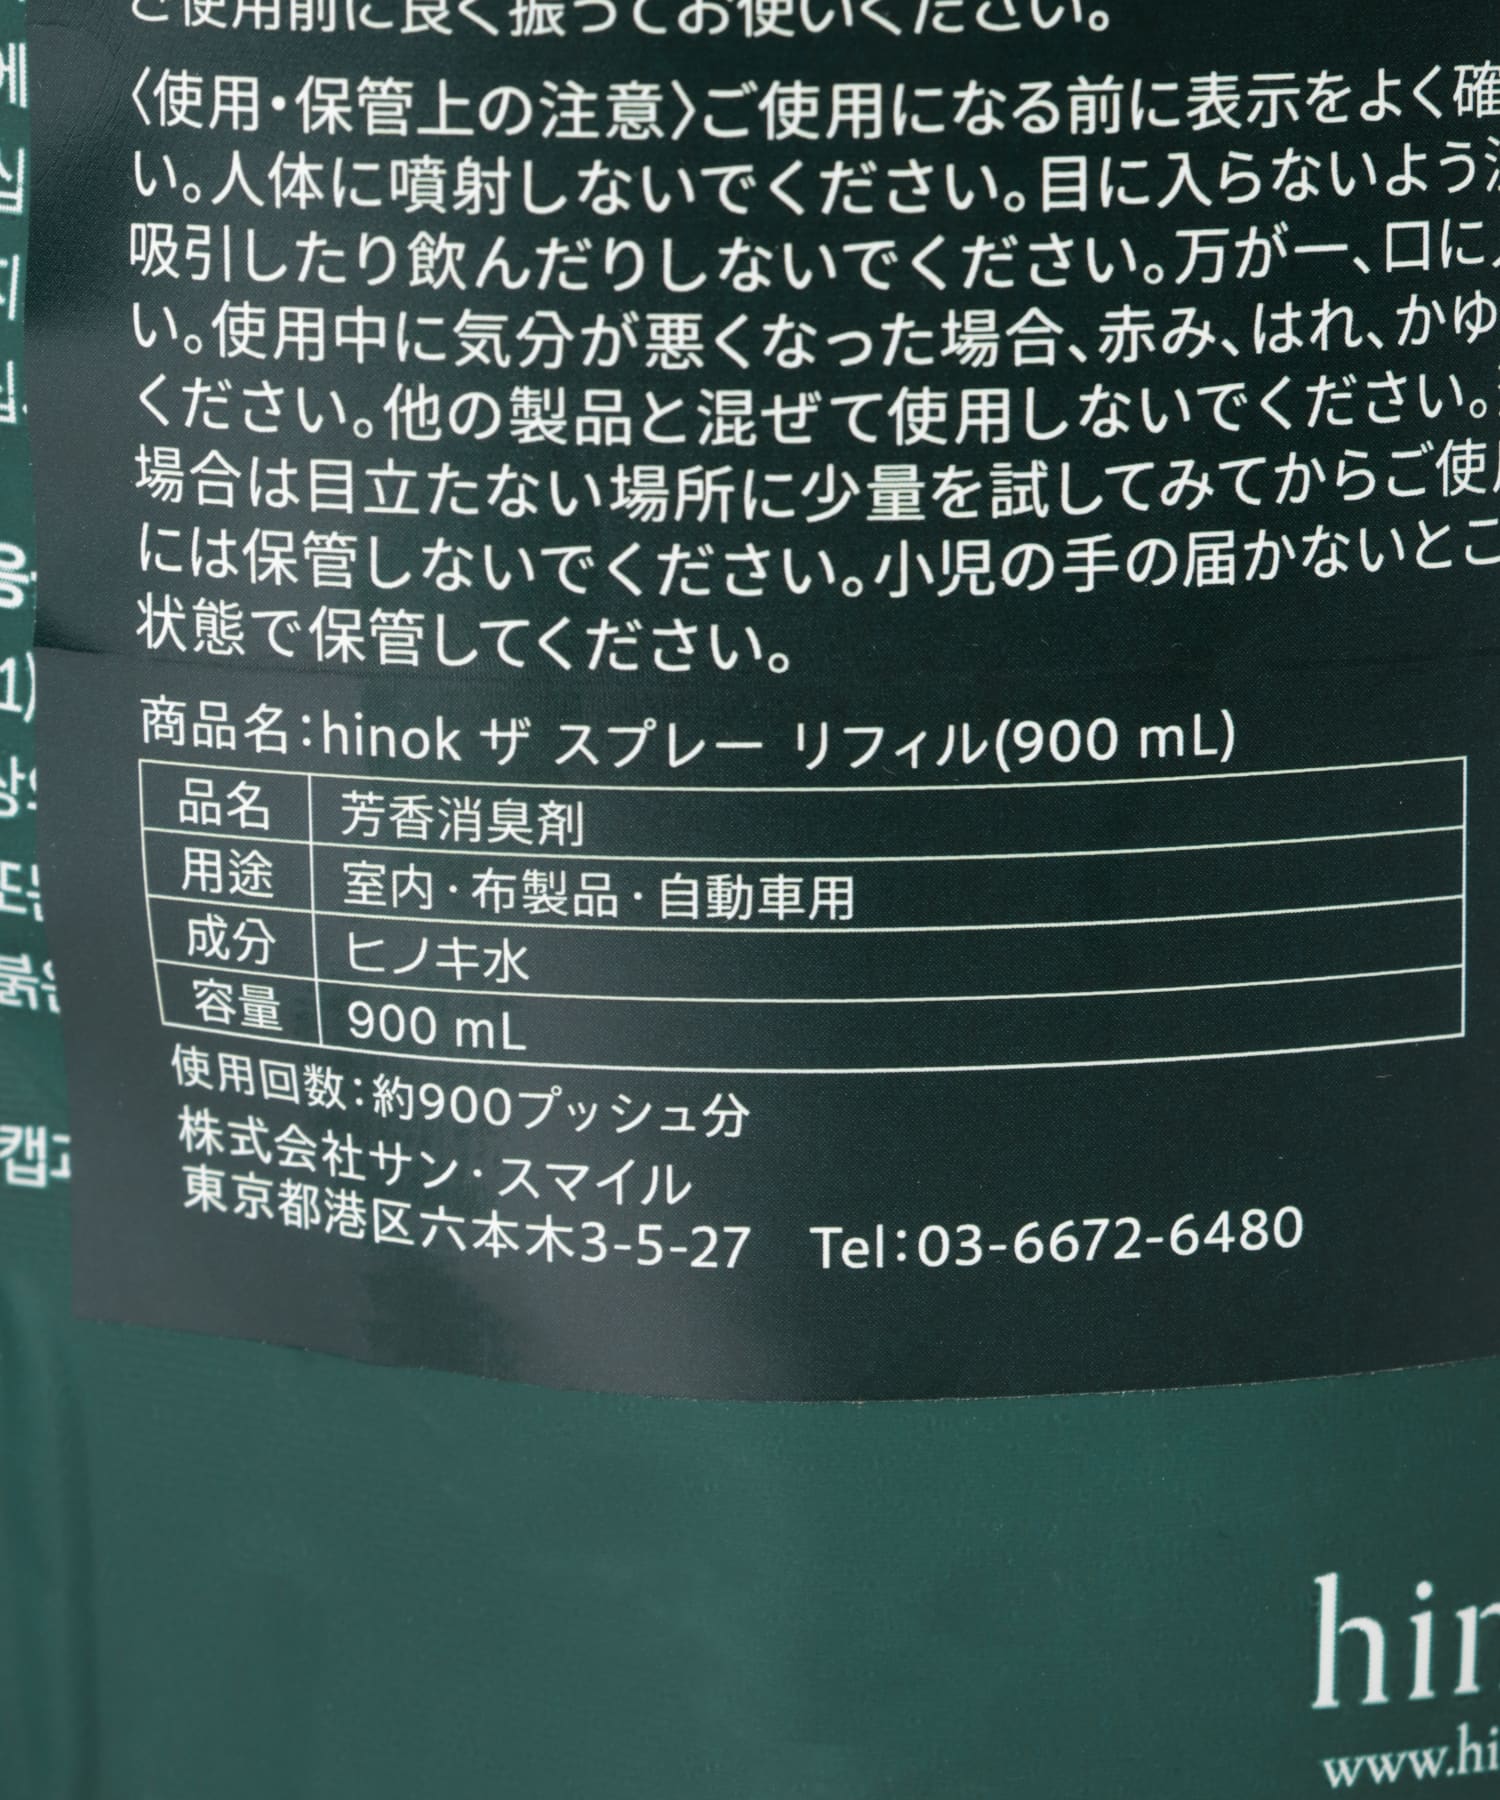 ご使用前に良く振ってお使いください。
〈使用・保管上の注意〉ご使用になる前に表示をよく確
い。人体に噴射しないでください。目に入らないよう注
吸引したり飲んだりしないでください。万が一、口に入
い。使用中に気分が悪くなった場合、赤み、はれ、かゆ
ください。他の製品と混ぜて使用しないでください。
場合は目立たない場所に少量を試してみてからご使用
には保管しないでください。小児の手の届かないとこ
状態で保管してください。
商品名：hinok ザ スプレー リフィル(900 mL)
品名 芳香消臭剤
用途 室内・布製品・自動車用
成分 ヒノキ水
容量 900 mL
使用回数：約900プッシュ分
株式会社サン・スマイル
東京都港区六本木3-5-27 Tel：03-6672-6480
hin
www.hi